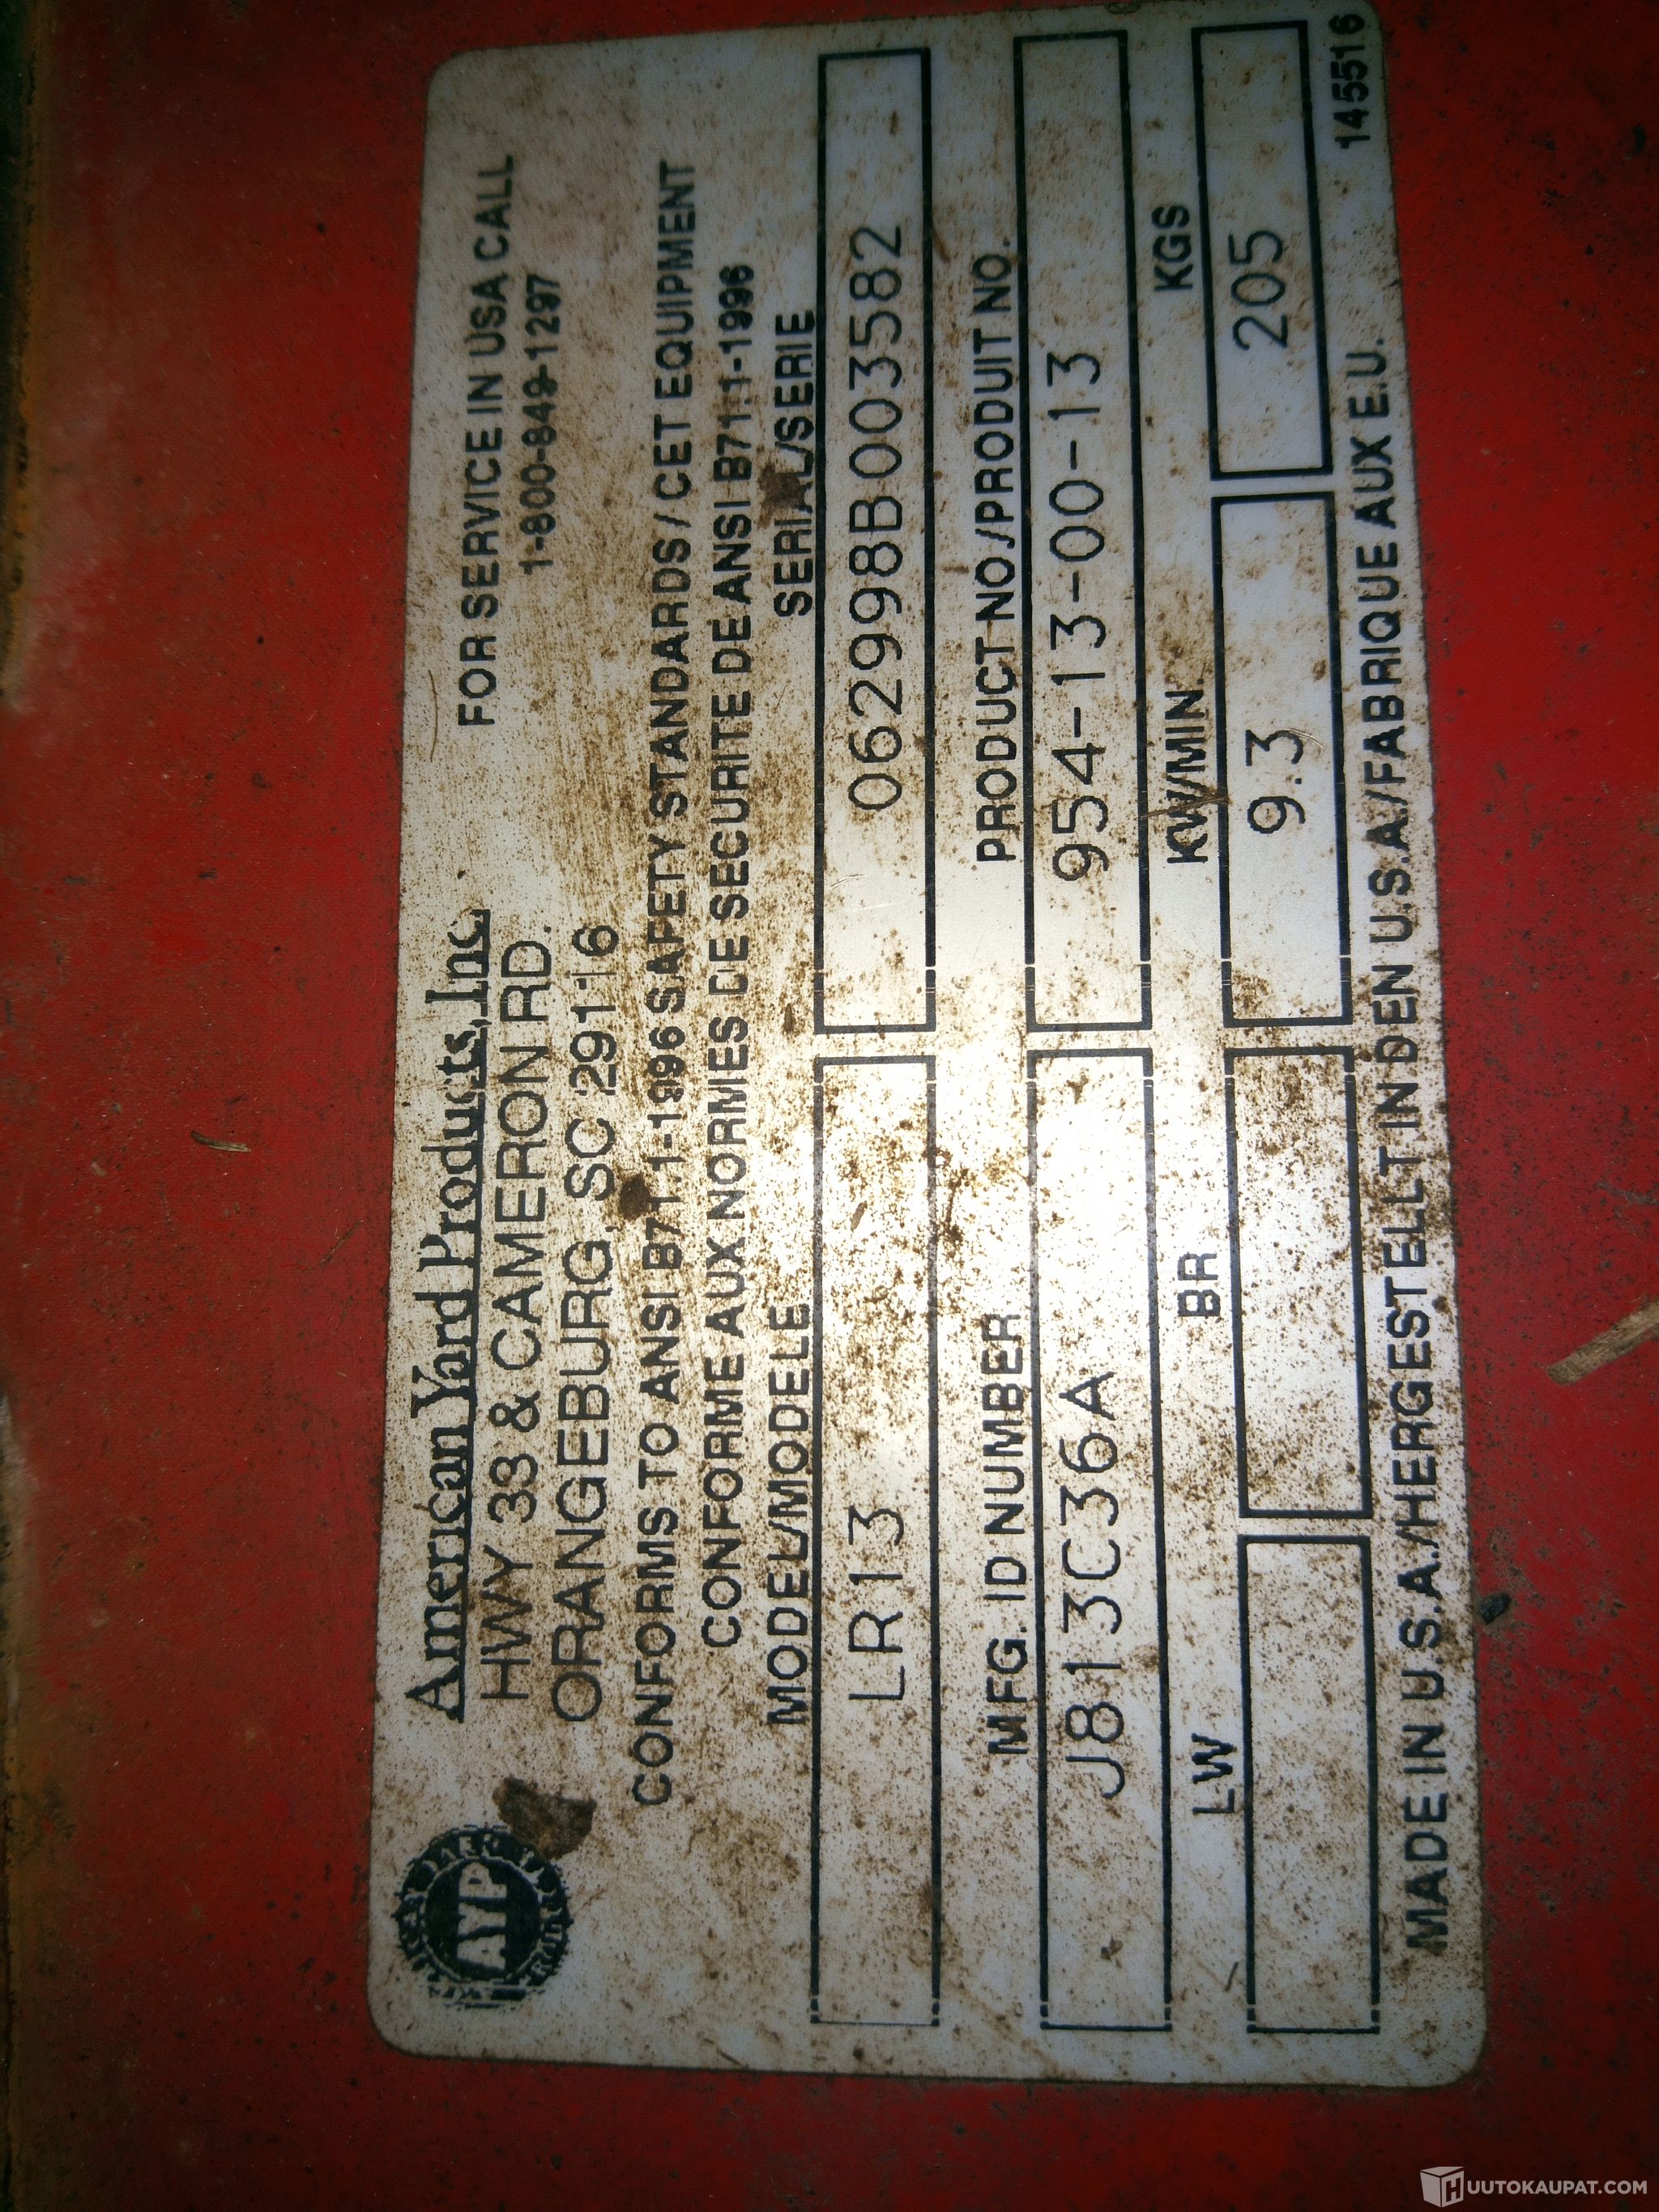 AYP
American Yard Products, Inc.
HWY 33 & CAMERON RD.
ORANGEBURG, SC 29116
FOR SERVICE IN USA CALL
1-800-849-1297
CONFORMS TO ANSI B71.1-1996 SAFETY STANDARDS / CET EQUIPMENT
CONFORME AUX NORMES DE SECURITE DE ANSI B71.1-1996
MODEL/MODELE SERIAL/SERIE
LR13 062998B003582
MFG. ID NUMBER PRODUCT NO./PRODUIT NO.
J813C36A 954-13-00-13
LW BR KW/MIN. KGS
9.3 205
MADE IN U.S.A./HERGESTELLT IN DEN U.S.A./FABRIQUE AUX E.U.
145516
HUUTOKAUPAT.COM